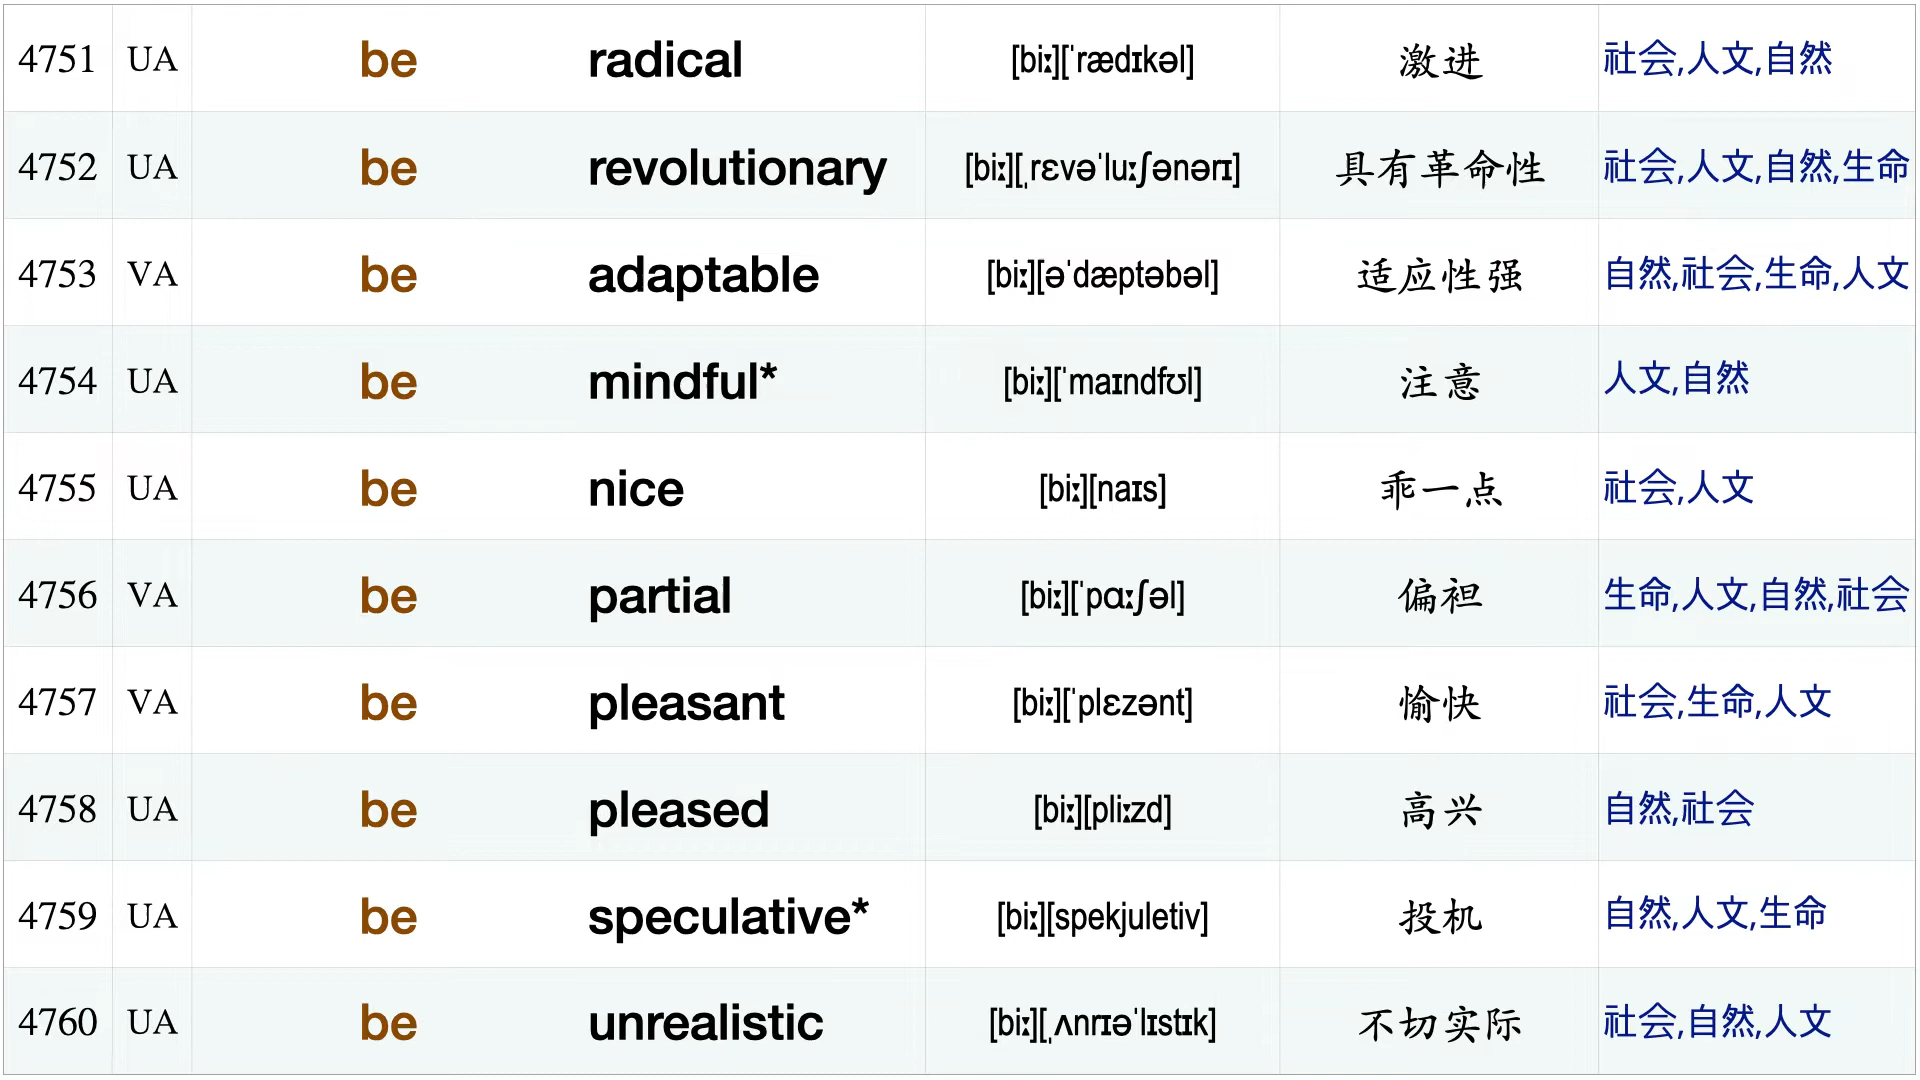 4751 UA be radical [biː][ˈrædɪkəl] 激进 社会,人文,自然
4752 UA be revolutionary [biː][ˌrɛvəˈluːʃənərɪ] 具有革命性 社会,人文,自然,生命
4753 VA be adaptable [biː][əˈdæptəbəl] 适应性强 自然,社会,生命,人文
4754 UA be mindful* [biː][ˈmaɪndfʊl] 注意 人文,自然
4755 UA be nice [biː][naɪs] 乖一点 社会,人文
4756 VA be partial [biː][ˈpɑːʃəl] 偏袒 生命,人文,自然,社会
4757 VA be pleasant [biː][ˈplɛzənt] 愉快 社会,生命,人文
4758 UA be pleased [biː][pliːzd] 高兴 自然,社会
4759 UA be speculative* [biː][spekjuletiv] 投机 自然,人文,生命
4760 UA be unrealistic [biː][ˌʌnrɪəˈlɪstɪk] 不切实际 社会,自然,人文